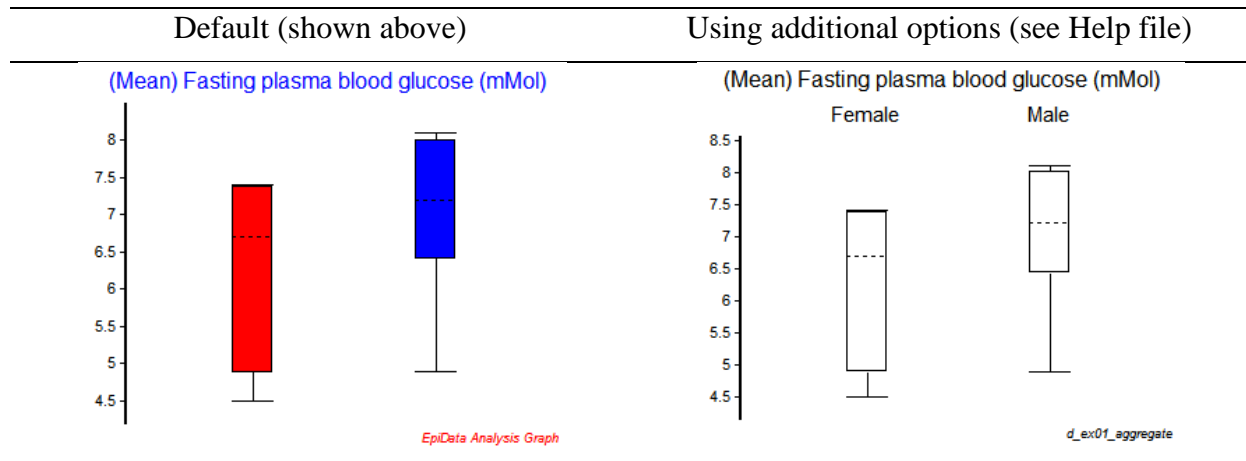 Default (shown above)
Using additional options (see Help file)
(Mean) Fasting plasma blood glucose (mMol)
8
7.5
7
6.5
6
5.5
5
4.5
EpiData Analysis Graph
(Mean) Fasting plasma blood glucose (mMol)
Female Male
8.5
8
7.5
7
6.5
6
5.5
5
4.5
d_ex01_aggregate